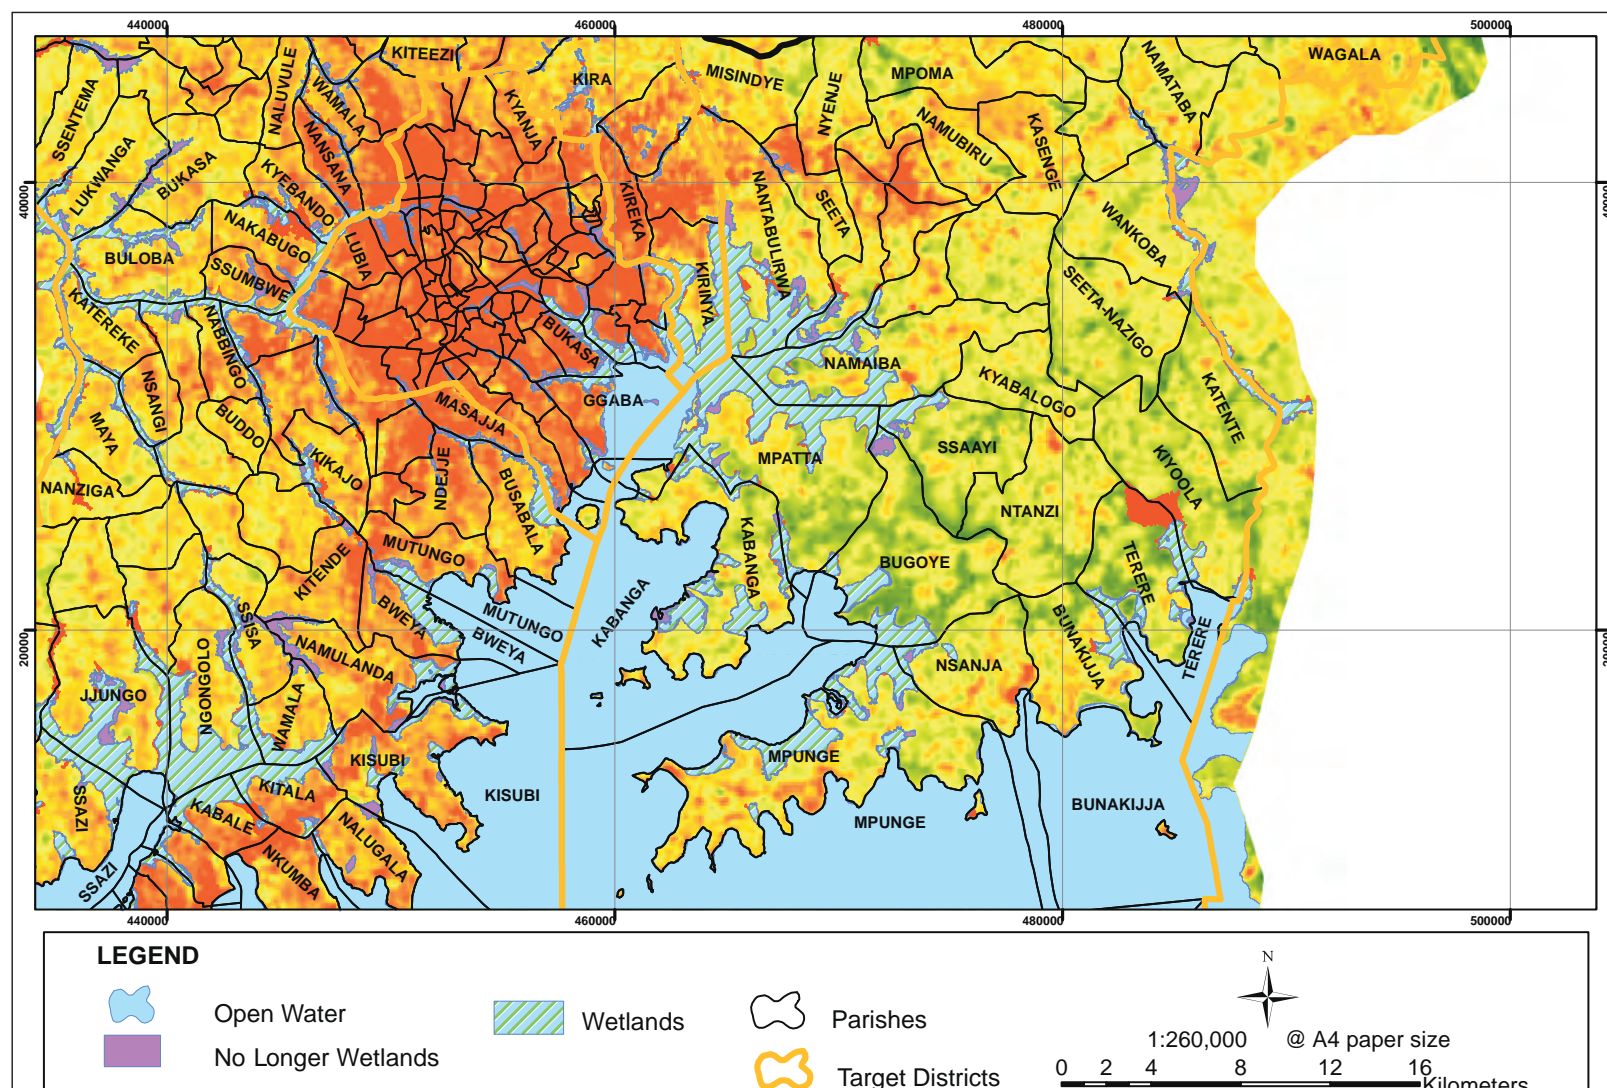 440000 460000 480000 500000
KITEEZI
WAGALA
NAMATABA
MISINDYE
MPOMA
KIRA
NALUVULE
WAMALA
SSENTEMA
KYANJA
NYENJE
NAMUBIRU
KASENGE
NANSANA
LUKWANGA
BUKASA
KYEBANDO
40000
KIREKA
NANTABULIRWA
SEETA
WANKOBA
NAKABUGO
LUBIA
BULOBA
SSUMBWE
KIRINYA
SEETA-NAZIGO
KATEREKE
NABBINGO
BUKASA
NAMAIBA
KYABALOGO
KATENTE
NSANGI
GGABA
MASAJJA
MAYA
BUDDO
SSAAYI
MPATTA
KIYOOLA
KIKAJO
NDEJJE
BUSABALA
NANZIGA
NTANZI
KABANGA
MUTUNGO
BUGOYE
TERERE
KITENDE
BWEYA
MUTUNGO
KABANGA
BUNAKIJJA
20000
SSISA
BWEYA
TERERE
NAMULANDA
NSANJA
NGONGOLO
JJUNGO
WAMALA
KISUBI
MPUNGE
KITALA
KISUBI
SSAZI
KABALE
NALUGALA
MPUNGE
BUNAKIJJA
NKUMBA
SSAZI
440000 460000 480000 500000
LEGEND
N
Open Water
Wetlands
Parishes
No Longer Wetlands
Target Districts
1:260,000 @ A4 paper size
0 2 4 8 12 16
Kilometers